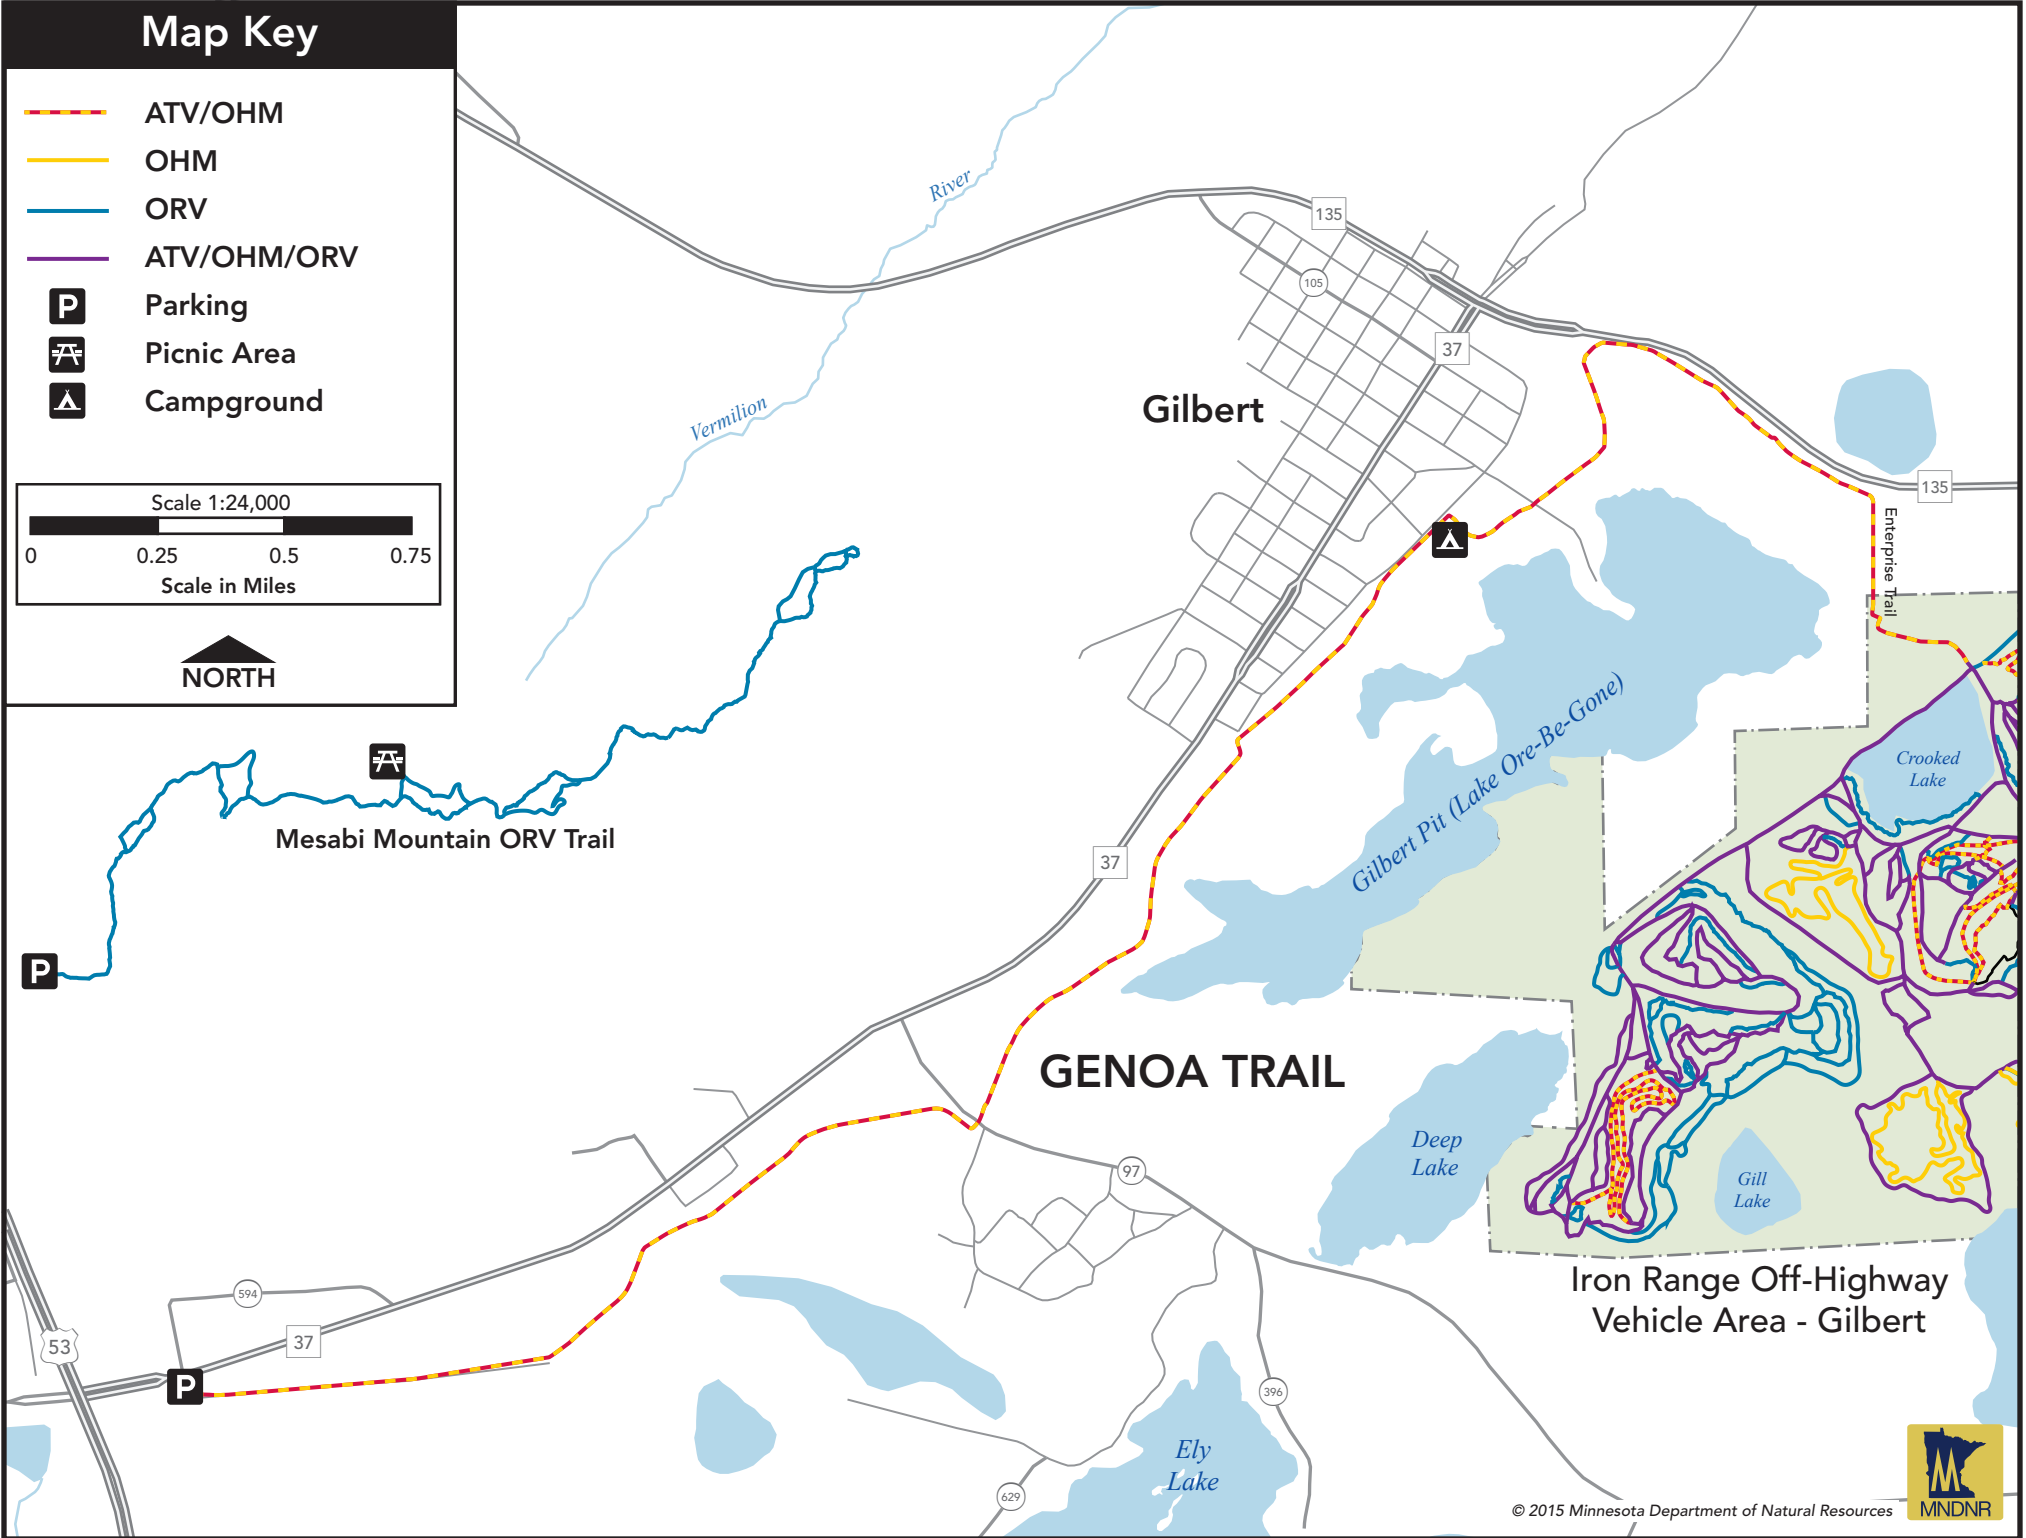 Map Key
ATV/OHM
OHM
ORV
ATV/OHM/ORV
P
Parking
Picnic Area
Campground
Scale 1:24,000
0
0.25
0.5
0.75
Scale in Miles
NORTH
River
Vermilion
135
105
37
Gilbert
135
Enterprise Trail
Crooked
Lake
Gilbert Pit (Lake Ore-Be-Gone)
Mesabi Mountain ORV Trail
37
P
GENOA TRAIL
Deep
Lake
97
Gill
Lake
Iron Range Off-Highway
Vehicle Area - Gilbert
594
37
53
P
396
Ely
Lake
629
© 2015 Minnesota Department of Natural Resources
MNDNR